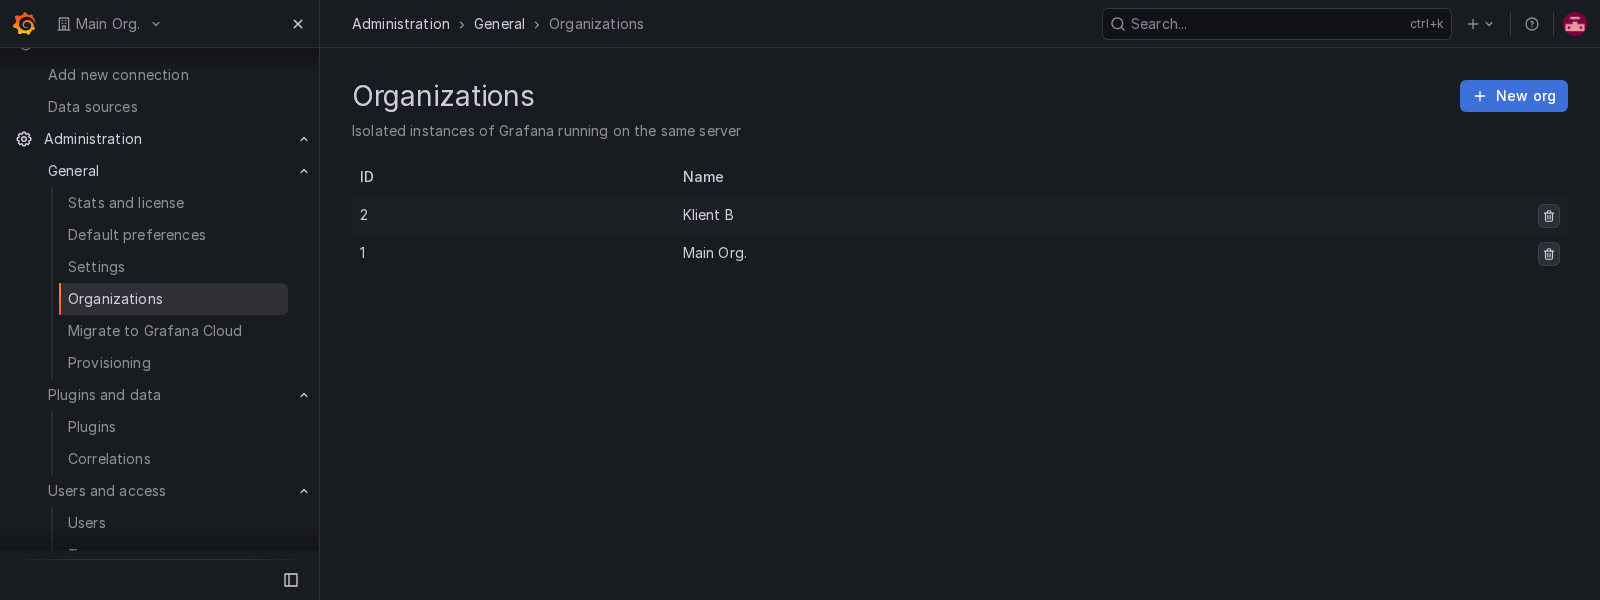 Main Org.
Administration > General > Organizations
Search...
ctrl+k
Add new connection
Data sources
Administration
General
Stats and license
Default preferences
Settings
Organizations
Migrate to Grafana Cloud
Provisioning
Plugins and data
Plugins
Correlations
Users and access
Users
Organizations
New org
Isolated instances of Grafana running on the same server
ID Name
2 Klient B
1 Main Org.